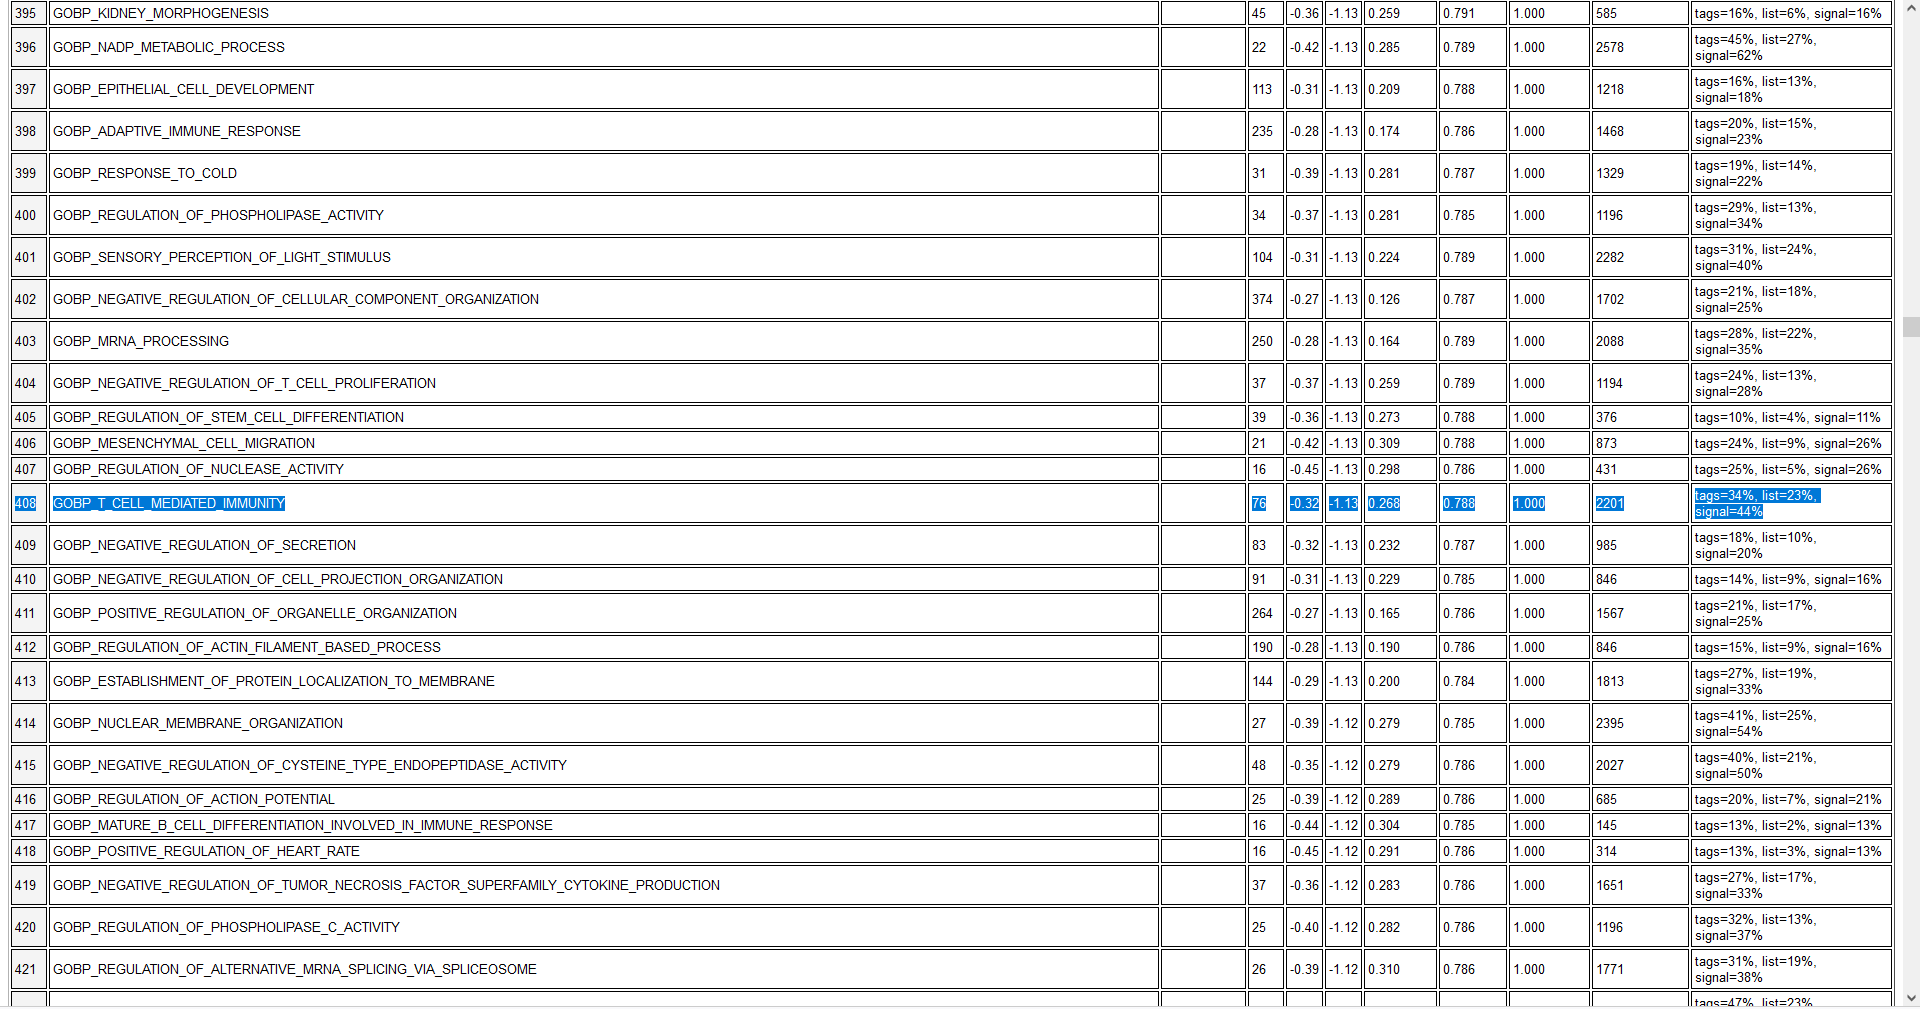 395 GOBP_KIDNEY_MORPHOGENESIS 45 -0.36 -1.13 0.259 0.791 1.000 585 tags=16%, list=6%, signal=16%
396 GOBP_NADP_METABOLIC_PROCESS 22 -0.42 -1.13 0.285 0.789 1.000 2578 tags=45%, list=27%,
signal=62%
397 GOBP_EPITHELIAL_CELL_DEVELOPMENT 113 -0.31 -1.13 0.209 0.788 1.000 1218 tags=16%, list=13%,
signal=18%
398 GOBP_ADAPTIVE_IMMUNE_RESPONSE 235 -0.28 -1.13 0.174 0.786 1.000 1468 tags=20%, list=15%,
signal=23%
399 GOBP_RESPONSE_TO_COLD 31 -0.39 -1.13 0.281 0.787 1.000 1329 tags=19%, list=14%,
signal=22%
400 GOBP_REGULATION_OF_PHOSPHOLIPASE_ACTIVITY 34 -0.37 -1.13 0.281 0.785 1.000 1196 tags=29%, list=13%,
signal=34%
401 GOBP_SENSORY_PERCEPTION_OF_LIGHT_STIMULUS 104 -0.31 -1.13 0.224 0.789 1.000 2282 tags=31%, list=24%,
signal=40%
402 GOBP_NEGATIVE_REGULATION_OF_CELLULAR_COMPONENT_ORGANIZATION 374 -0.27 -1.13 0.126 0.787 1.000 1702 tags=21%, list=18%,
signal=25%
403 GOBP_MRNA_PROCESSING 250 -0.28 -1.13 0.164 0.789 1.000 2088 tags=28%, list=22%,
signal=35%
404 GOBP_NEGATIVE_REGULATION_OF_T_CELL_PROLIFERATION 37 -0.37 -1.13 0.259 0.789 1.000 1194 tags=24%, list=13%,
signal=28%
405 GOBP_REGULATION_OF_STEM_CELL_DIFFERENTIATION 39 -0.36 -1.13 0.273 0.788 1.000 376 tags=10%, list=4%, signal=11%
406 GOBP_MESENCHYMAL_CELL_MIGRATION 21 -0.42 -1.13 0.309 0.788 1.000 873 tags=24%, list=9%, signal=26%
407 GOBP_REGULATION_OF_NUCLEASE_ACTIVITY 16 -0.45 -1.13 0.298 0.786 1.000 431 tags=25%, list=5%, signal=26%
408 GOBP_T_CELL_MEDIATED_IMMUNITY 76 -0.32 -1.13 0.268 0.788 1.000 2201 tags=34%, list=23%,
signal=44%
409 GOBP_NEGATIVE_REGULATION_OF_SECRETION 83 -0.32 -1.13 0.232 0.787 1.000 985 tags=18%, list=10%,
signal=20%
410 GOBP_NEGATIVE_REGULATION_OF_CELL_PROJECTION_ORGANIZATION 91 -0.31 -1.13 0.229 0.785 1.000 846 tags=14%, list=9%, signal=16%
411 GOBP_POSITIVE_REGULATION_OF_ORGANELLE_ORGANIZATION 264 -0.27 -1.13 0.165 0.786 1.000 1567 tags=21%, list=17%,
signal=25%
412 GOBP_REGULATION_OF_ACTIN_FILAMENT_BASED_PROCESS 190 -0.28 -1.13 0.190 0.786 1.000 846 tags=15%, list=9%, signal=16%
413 GOBP_ESTABLISHMENT_OF_PROTEIN_LOCALIZATION_TO_MEMBRANE 144 -0.29 -1.13 0.200 0.784 1.000 1813 tags=27%, list=19%,
signal=33%
414 GOBP_NUCLEAR_MEMBRANE_ORGANIZATION 27 -0.39 -1.12 0.279 0.785 1.000 2395 tags=41%, list=25%,
signal=54%
415 GOBP_NEGATIVE_REGULATION_OF_CYSTEINE_TYPE_ENDOPEPTIDASE_ACTIVITY 48 -0.35 -1.12 0.279 0.786 1.000 2027 tags=40%, list=21%,
signal=50%
416 GOBP_REGULATION_OF_ACTION_POTENTIAL 25 -0.39 -1.12 0.289 0.786 1.000 685 tags=20%, list=7%, signal=21%
417 GOBP_MATURE_B_CELL_DIFFERENTIATION_INVOLVED_IN_IMMUNE_RESPONSE 16 -0.44 -1.12 0.304 0.785 1.000 145 tags=13%, list=2%, signal=13%
418 GOBP_POSITIVE_REGULATION_OF_HEART_RATE 16 -0.45 -1.12 0.291 0.786 1.000 314 tags=13%, list=3%, signal=13%
419 GOBP_NEGATIVE_REGULATION_OF_TUMOR_NECROSIS_FACTOR_SUPERFAMILY_CYTOKINE_PRODUCTION 37 -0.36 -1.12 0.283 0.786 1.000 1651 tags=27%, list=17%,
signal=33%
420 GOBP_REGULATION_OF_PHOSPHOLIPASE_C_ACTIVITY 25 -0.40 -1.12 0.282 0.786 1.000 1196 tags=32%, list=13%,
signal=37%
421 GOBP_REGULATION_OF_ALTERNATIVE_MRNA_SPLICING_VIA_SPLICEOSOME 26 -0.39 -1.12 0.310 0.786 1.000 1771 tags=31%, list=19%,
signal=38%
tags=47%, list=23%,